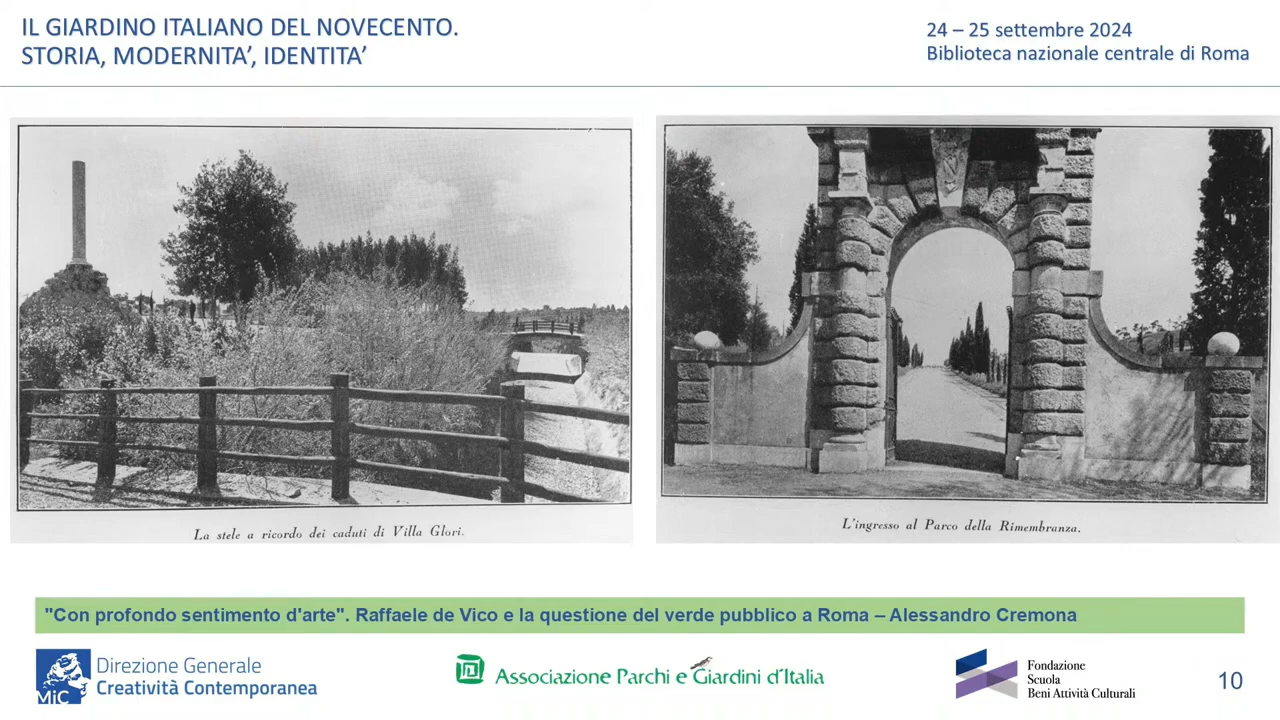 IL GIARDINO ITALIANO DEL NOVECENTO.
STORIA, MODERNITA’, IDENTITA’
24 – 25 settembre 2024
Biblioteca nazionale centrale di Roma
La stele a ricordo dei caduti di Villa Glori.
L'ingresso al Parco della Rimembranza.
"Con profondo sentimento d'arte". Raffaele de Vico e la questione del verde pubblico a Roma – Alessandro Cremona
MiC
Direzione Generale
Creatività Contemporanea
Associazione Parchi e Giardini d'Italia
Fondazione
Scuola
Beni Attività Culturali
10